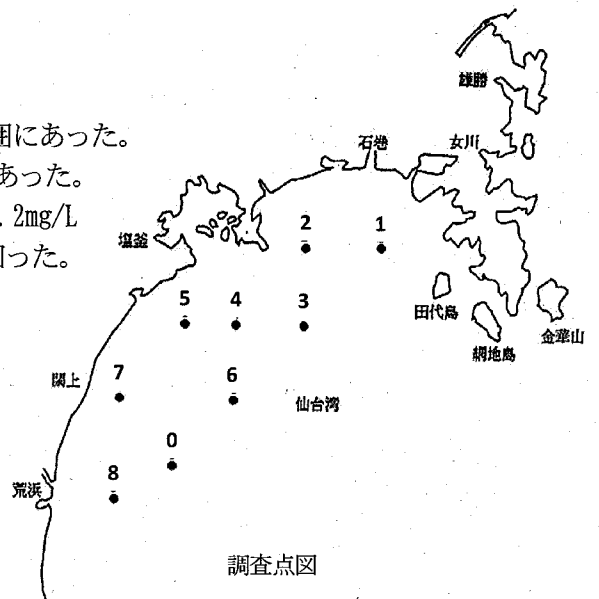 雄勝
囲にあった。
石巻
女川
あった。
.2mg/L
塩釜
回った。
2
1
5
4
3
田代島
網地島
金華山
閖上
7
6
仙台湾
0
荒浜
8
調査点図